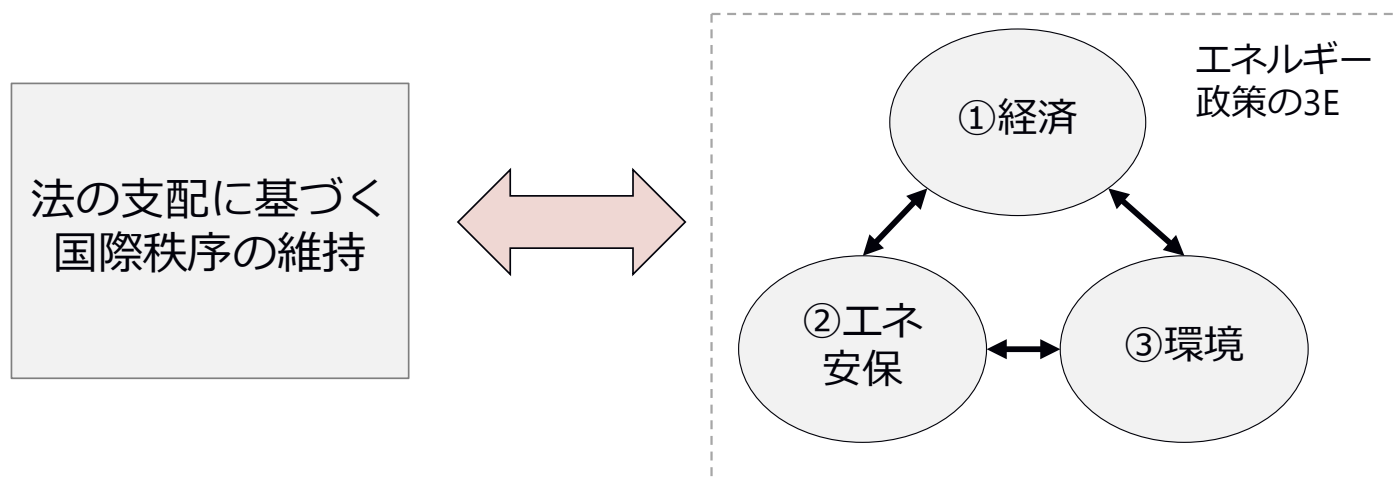 法の支配に基づく
国際秩序の維持
エネルギー
政策の3E
①経済
②エネ
安保
③環境